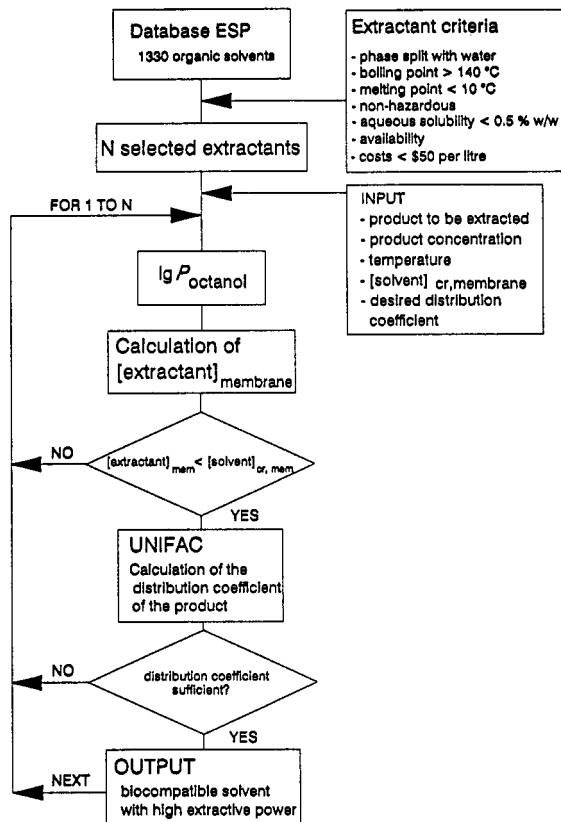 Database ESP
1330 organic solvents
Extractant criteria
- phase split with water
- boiling point > 140 °C
- melting point < 10 °C
- non-hazardous
- aqueous solubility < 0.5 % w/w
- availability
- costs < $50 per litre
N selected extractants
FOR 1 TO N
INPUT
- product to be extracted
- product concentration
- temperature
- [solvent] cr,membrane
- desired distribution
coefficient
lg P octanol
Calculation of
[extractant] membrane
NO
[extractant] mem < [solvent] cr, mem
YES
UNIFAC
Calculation of the
distribution coefficient
of the product
NO
distribution coefficient
sufficient?
YES
NEXT
OUTPUT
biocompatible solvent
with high extractive power